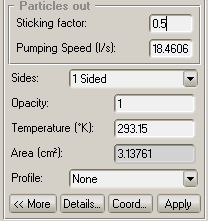 Particles out
Sticking factor: 0.5
Pumping Speed (l/s): 18.4606
Sides: 1 Sided
Opacity: 1
Temperature (°K): 293.15
Area (cm²): 3.13761
Profile: None
<< More Details... Coord... Apply